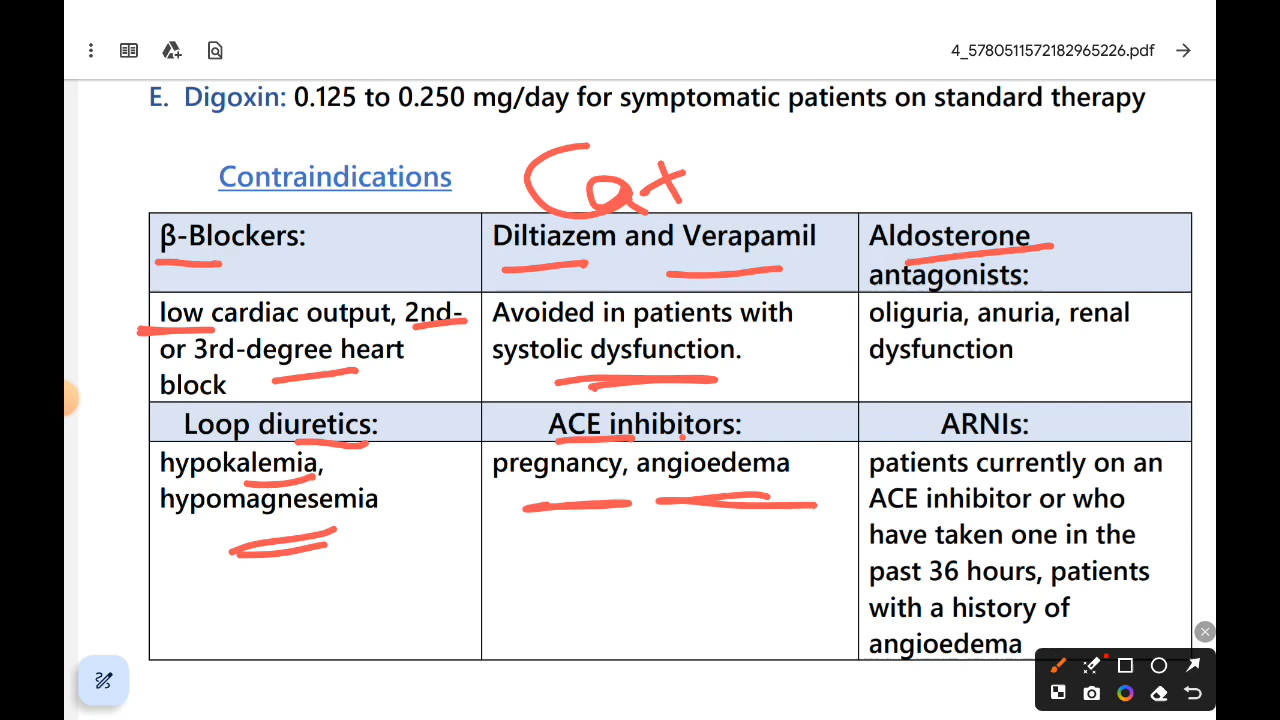 4_5780511572182965226.pdf
E. Digoxin: 0.125 to 0.250 mg/day for symptomatic patients on standard therapy
Contraindications
Ca+
β-Blockers:
low cardiac output, 2nd-
or 3rd-degree heart
block
Diltiazem and Verapamil
Avoided in patients with
systolic dysfunction.
Aldosterone
antagonists:
oliguria, anuria, renal
dysfunction
Loop diuretics:
hypokalemia,
hypomagnesemia
ACE inhibitors:
pregnancy, angioedema
ARNIs:
patients currently on an
ACE inhibitor or who
have taken one in the
past 36 hours, patients
with a history of
angioedema